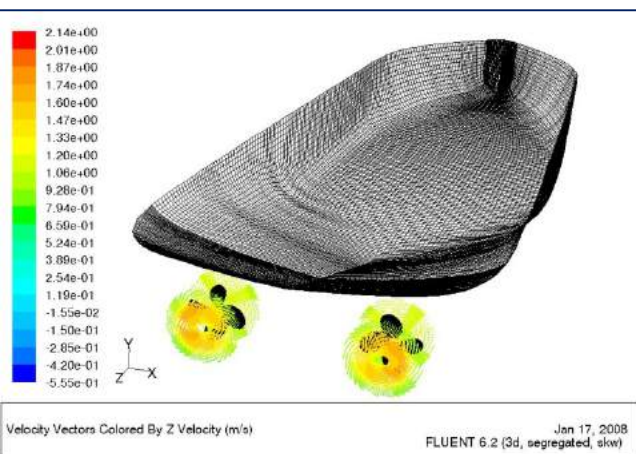 2.14e+00
2.01e+00
1.87e+00
1.74e+00
1.60e+00
1.47e+00
1.33e+00
1.20e+00
1.06e+00
9.28e-01
7.94e-01
6.59e-01
5.24e-01
3.89e-01
2.54e-01
1.19e-01
-1.55e-02
-1.50e-01
-2.85e-01
-4.20e-01
-5.55e-01
Y
Z X
Velocity Vectors Colored By Z Velocity (m/s)
Jan 17, 2008
FLUENT 6.2 (3d, segregated, skw)